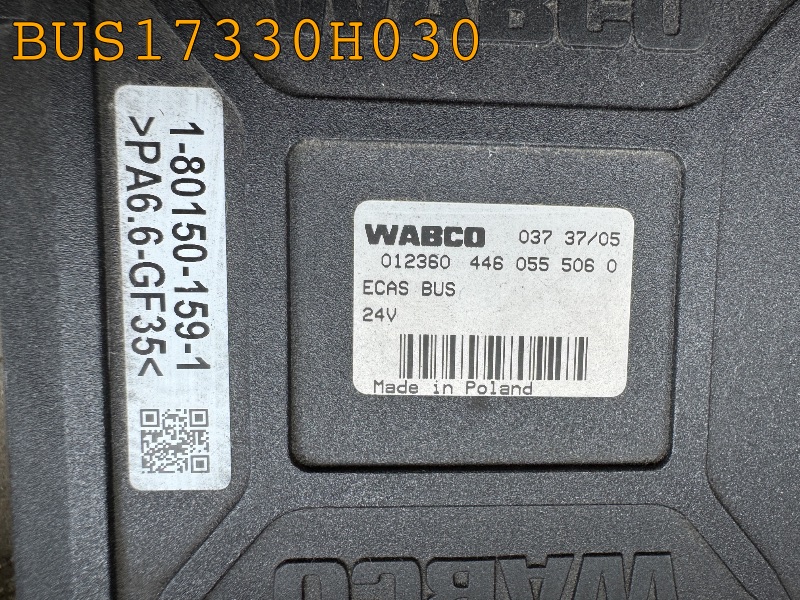 BUS17330H030
WABCO
1-80150-159-1
>PA6.6-GF35<
WABCO 037 37/05
012360 446 055 506 0
ECAS BUS
24V
Made in Poland
WABCO